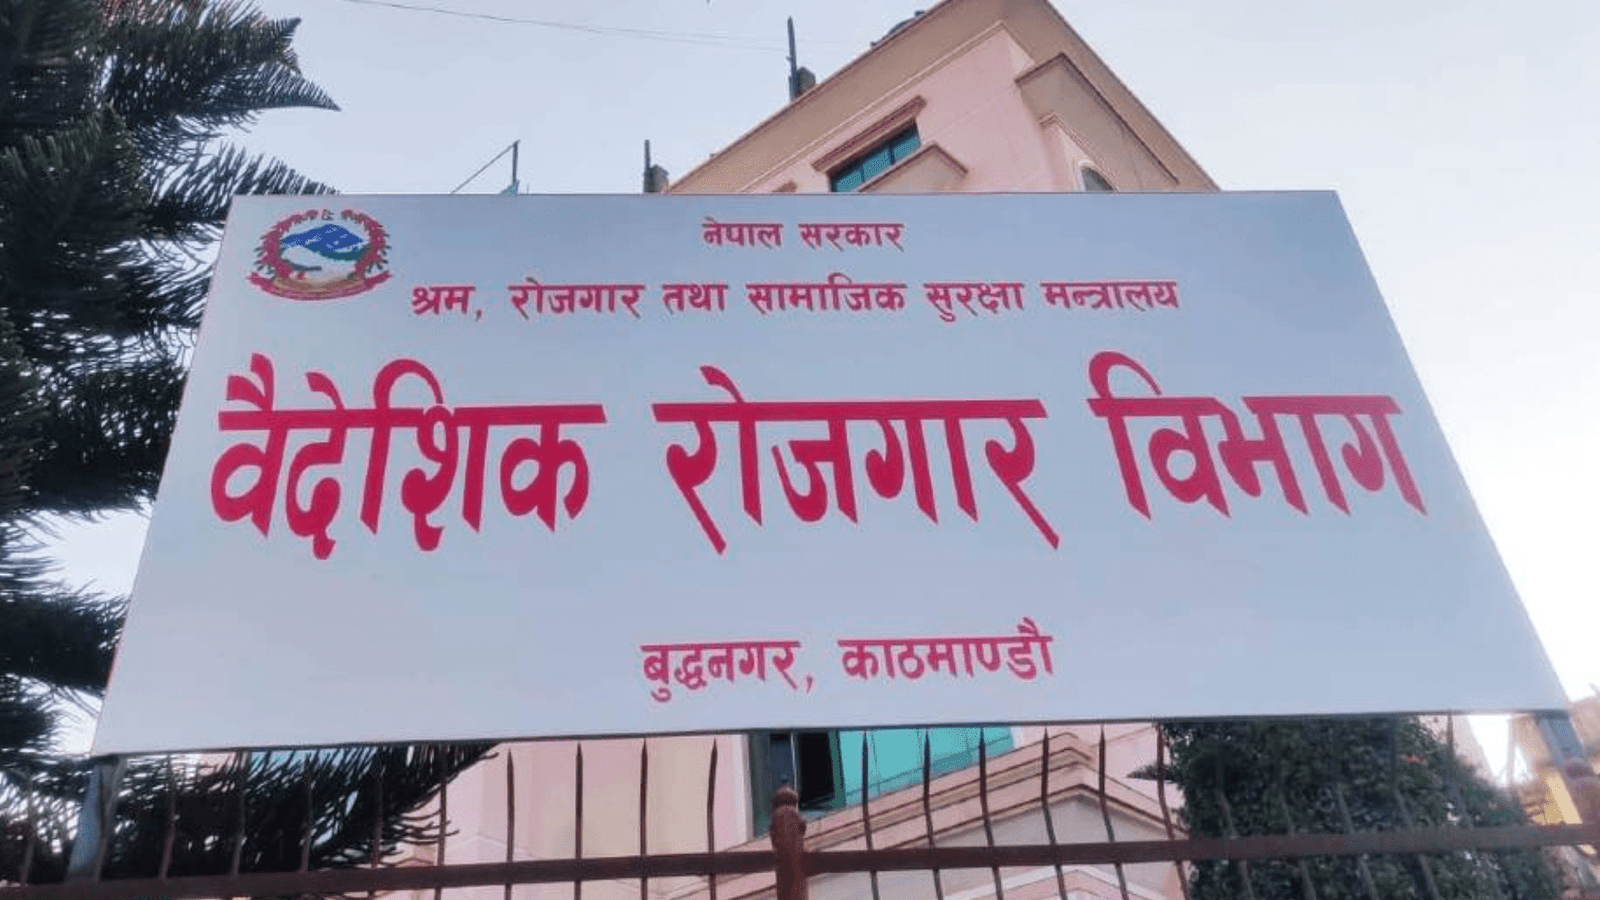 नेपाल सरकार
श्रम, रोजगार तथा सामाजिक सुरक्षा मन्त्रालय
वैदेशिक रोजगार विभाग
बुद्धनगर, काठमाण्डौ